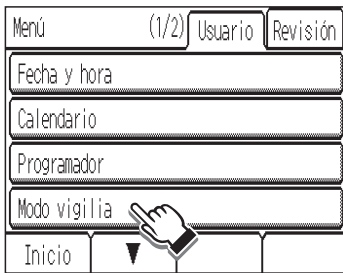 Menú (1/2) Usuario Revisión
Fecha y hora
Calendario
Programador
Modo vigilia
Inicio ▼